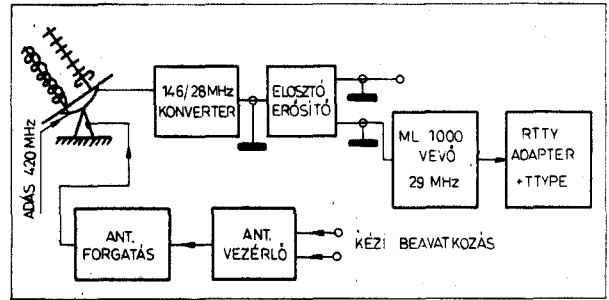 ADÁS 420 MHz
146/28MHz
KONVERTER
ELOSZTÓ
ERŐSÍTŐ
ML 1000
VEVŐ
29 MHz
RTTY
ADAPTER
+TTYPE
ANT.
FORGATÁS
ANT.
VEZÉRLŐ
KÉZI BEAVATKOZÁS